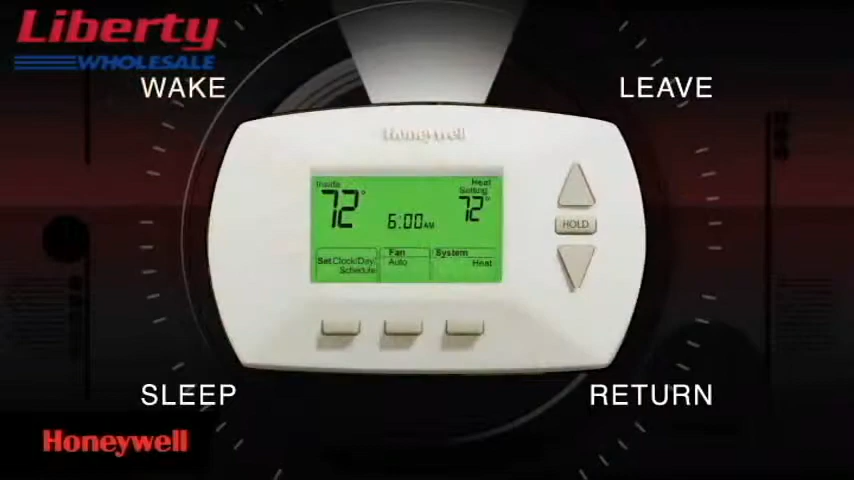 Liberty
WHOLESALE
WAKE
LEAVE
Honeywell
Inside
72°
6:00AM
Heat
Setting
72°
HOLD
Set Clock/Day/
Schedule
Fan
Auto
System
Heat
SLEEP
RETURN
Honeywell